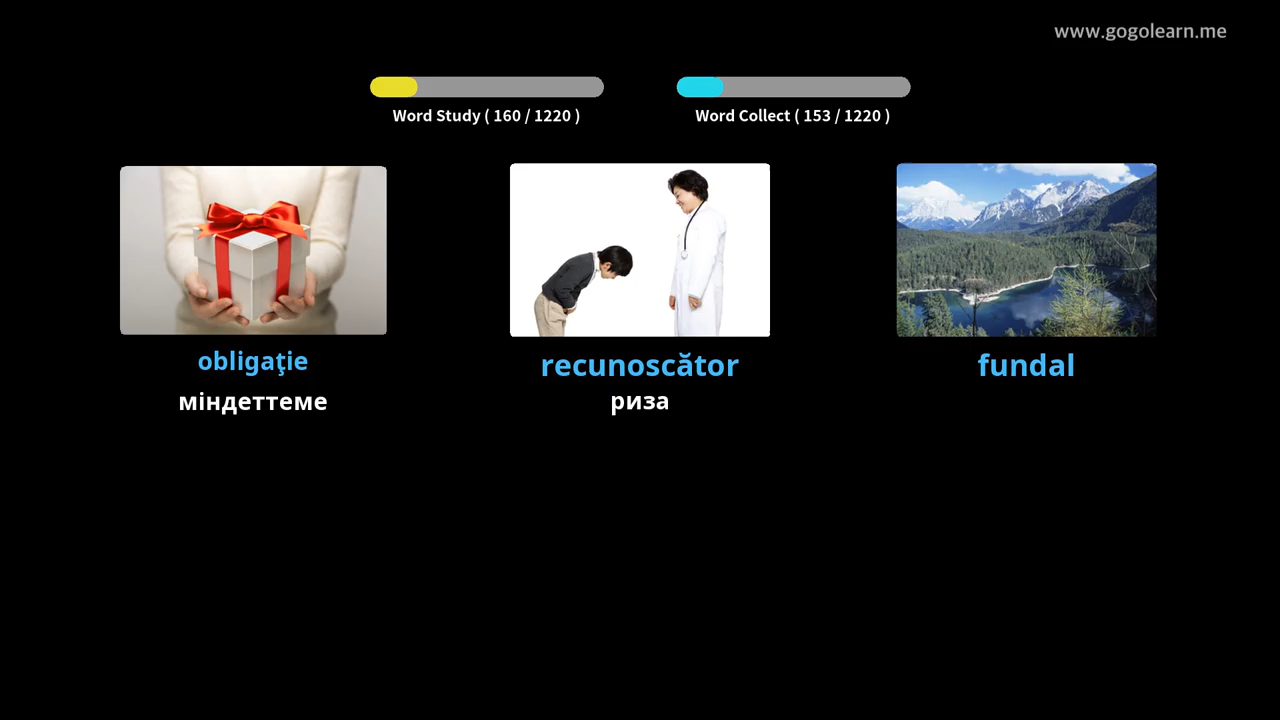 www.gogolearn.me
Word Study ( 160 / 1220 )
Word Collect ( 153 / 1220 )
obligaţie
міндеттеме
recunoscător
риза
fundal